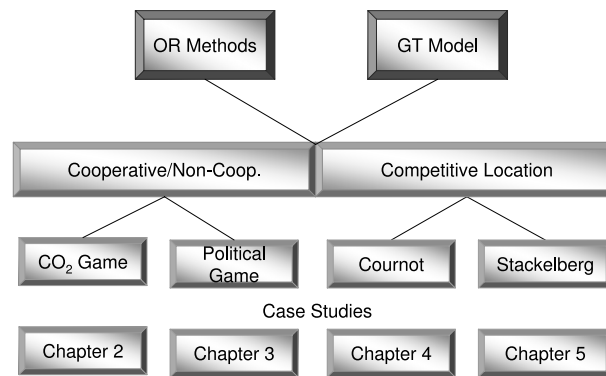 OR Methods
GT Model
Cooperative/Non-Coop.
Competitive Location
CO₂ Game
Political
Game
Cournot
Stackelberg
Case Studies
Chapter 2
Chapter 3
Chapter 4
Chapter 5